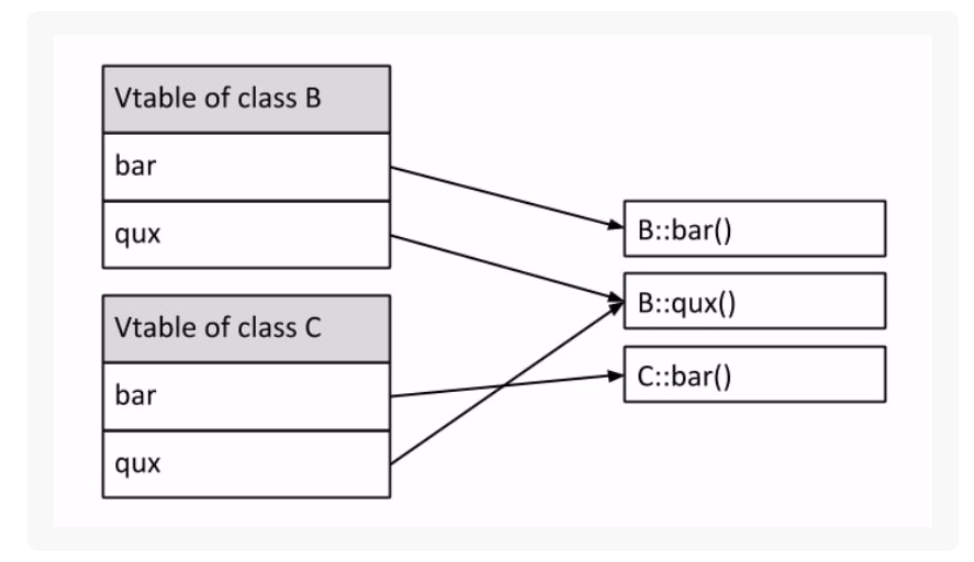 Vtable of class B
bar
qux
Vtable of class C
bar
qux
B::bar()
B::qux()
C::bar()